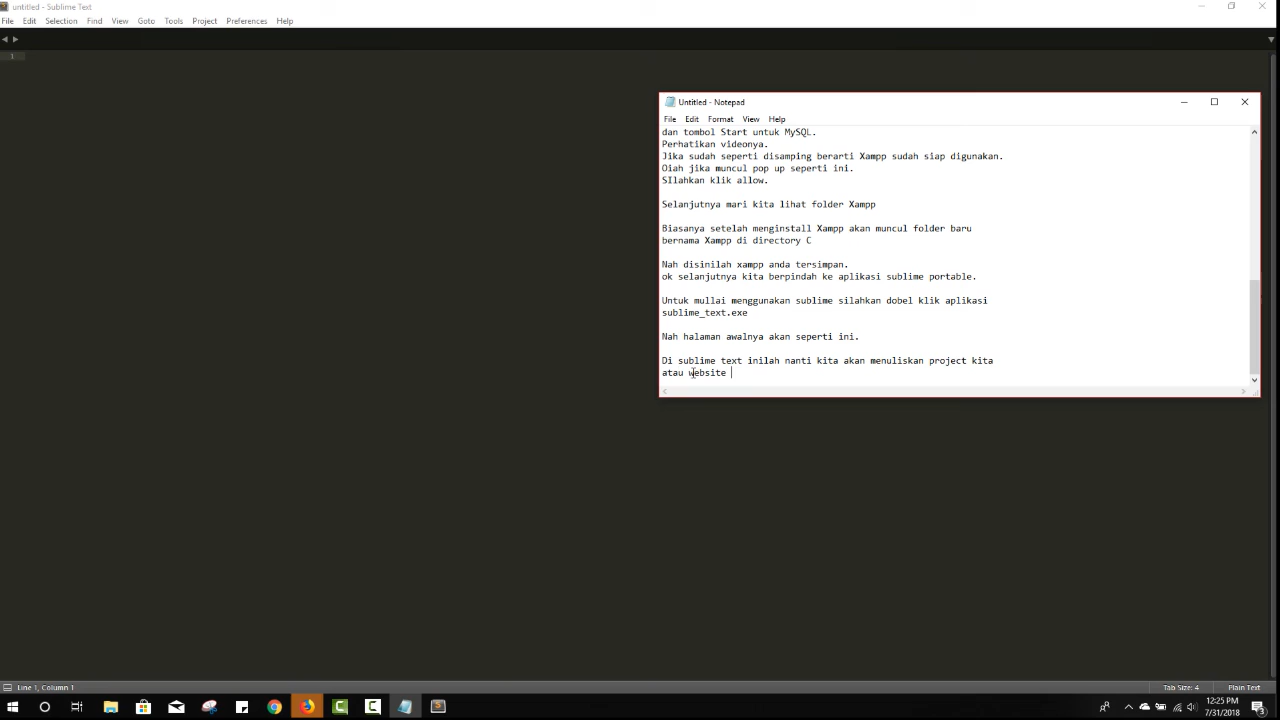 untitled - Sublime Text
File Edit Selection Find View Goto Tools Project Preferences Help
1
Untitled - Notepad
File Edit Format View Help
dan tombol Start untuk MySQL.
Perhatikan videonya.
Jika sudah seperti disamping berarti Xampp sudah siap digunakan.
Oiah jika muncul pop up seperti ini.
SIlahkan klik allow.
Selanjutnya mari kita lihat folder Xampp
Biasanya setelah menginstall Xampp akan muncul folder baru
bernama Xampp di directory C
Nah disinilah xampp anda tersimpan.
ok selanjutnya kita berpindah ke aplikasi sublime portable.
Untuk mullai menggunakan sublime silahkan dobel klik aplikasi
sublime_text.exe
Nah halaman awalnya akan seperti ini.
Di sublime text inilah nanti kita akan menuliskan project kita
atau website
Line 1, Column 1
Tab Size: 4
Plain Text
12:25 PM
7/31/2018
3